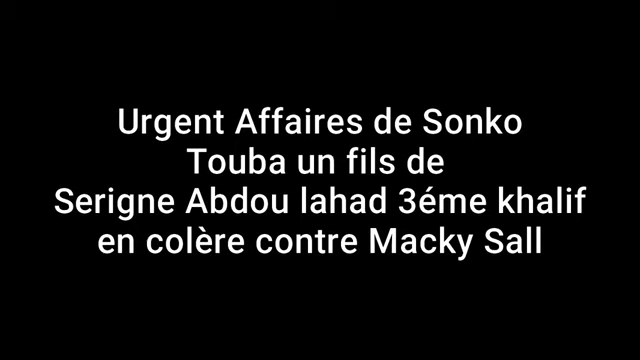 Urgent Affaires de Sonko
Touba un fils de
Serigne Abdou lahad 3éme khalif
en colère contre Macky Sall